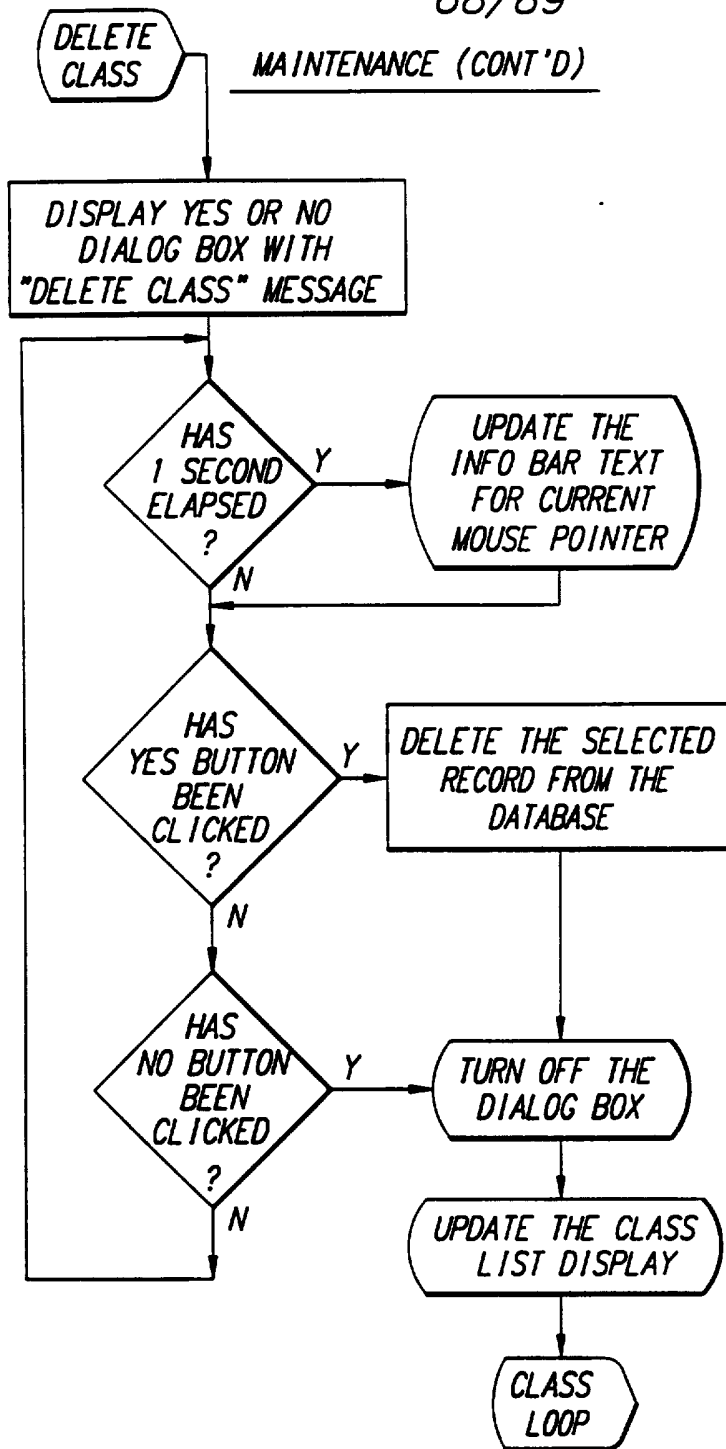 68/89
DELETE
CLASS
MAINTENANCE (CONT'D)
DISPLAY YES OR NO
DIALOG BOX WITH
"DELETE CLASS" MESSAGE
HAS
1 SECOND
ELAPSED
?
Y
N
UPDATE THE
INFO BAR TEXT
FOR CURRENT
MOUSE POINTER
HAS
YES BUTTON
BEEN
CLICKED
?
Y
N
DELETE THE SELECTED
RECORD FROM THE
DATABASE
HAS
NO BUTTON
BEEN
CLICKED
?
Y
N
TURN OFF THE
DIALOG BOX
UPDATE THE CLASS
LIST DISPLAY
CLASS
LOOP